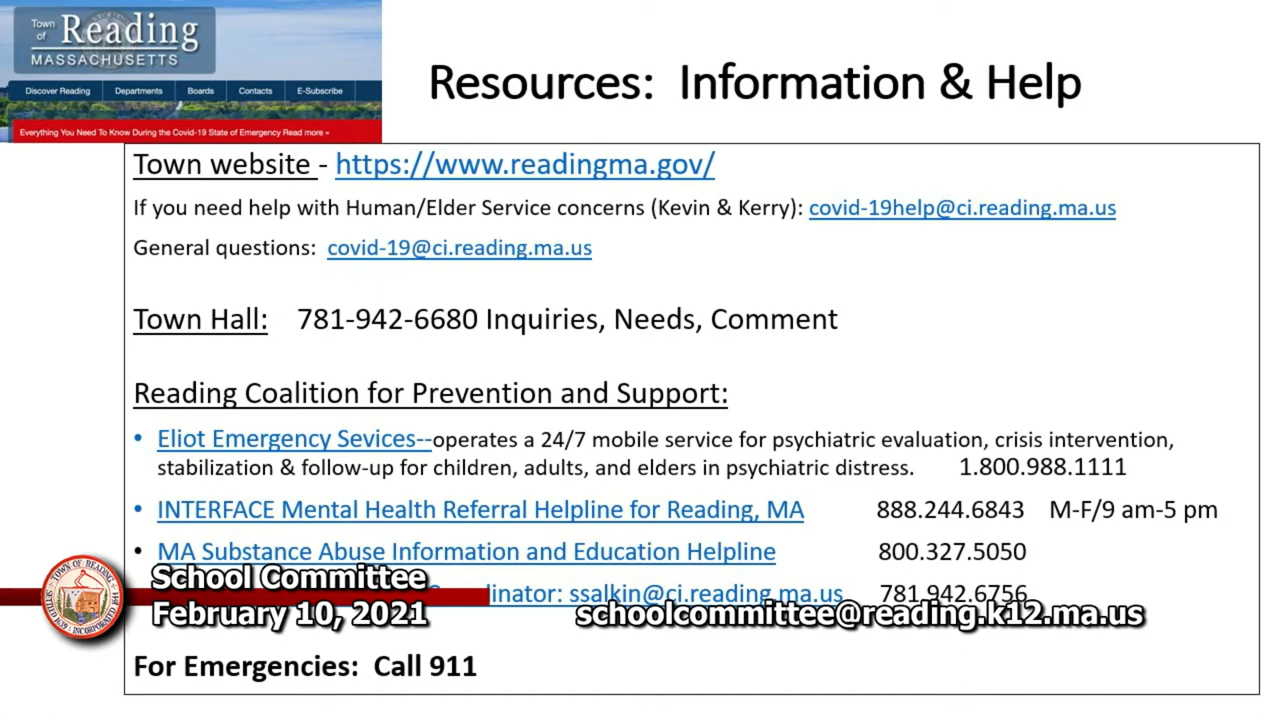 Town
of Reading
MASSACHUSETTS
Discover Reading Departments Boards Contacts E-Subscribe
Everything You Need To Know During the Covid-19 State of Emergency Read more »
Resources: Information & Help
Town website - https://www.readingma.gov/
If you need help with Human/Elder Service concerns (Kevin & Kerry): covid-19help@ci.reading.ma.us
General questions: covid-19@ci.reading.ma.us
Town Hall: 781-942-6680 Inquiries, Needs, Comment
Reading Coalition for Prevention and Support:
• Eliot Emergency Sevices--operates a 24/7 mobile service for psychiatric evaluation, crisis intervention,
stabilization & follow-up for children, adults, and elders in psychiatric distress. 1.800.988.1111
• INTERFACE Mental Health Referral Helpline for Reading, MA 888.244.6843 M-F/9 am-5 pm
• MA Substance Abuse Information and Education Helpline 800.327.5050
ssalkin@ci.reading.ma.us 781.942.6756
TOWN OF READING
School Committee
February 10, 2021
schoolcommittee@reading.k12.ma.us
For Emergencies: Call 911